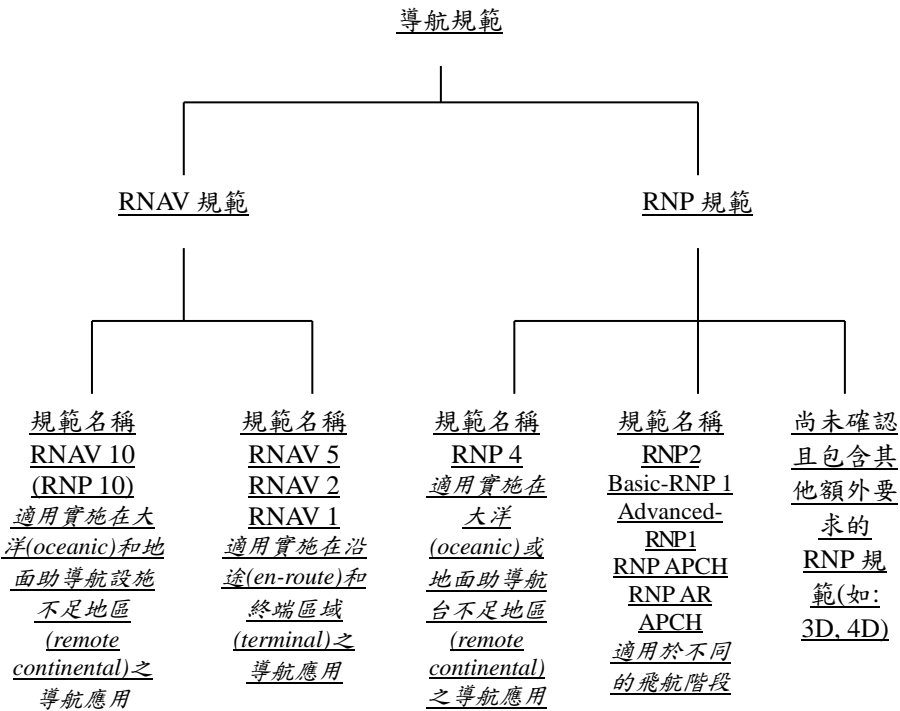 導航規範
RNAV 規範
RNP 規範
規範名稱
RNAV 10
(RNP 10)
適用實施在大
洋(oceanic)和地
面助導航設施
不足地區
(remote
continental)之
導航應用
規範名稱
RNAV 5
RNAV 2
RNAV 1
適用實施在沿
途(en-route)和
終端區域
(terminal)之
導航應用
規範名稱
RNP 4
適用實施在
大洋
(oceanic)或
地面助導航
台不足地區
(remote
continental)
之導航應用
規範名稱
RNP2
Basic-RNP 1
Advanced-
RNP1
RNP APCH
RNP AR
APCH
適用於不同
的飛航階段
尚未確認
且包含其
他額外要
求的
RNP 規
範(如:
3D, 4D)